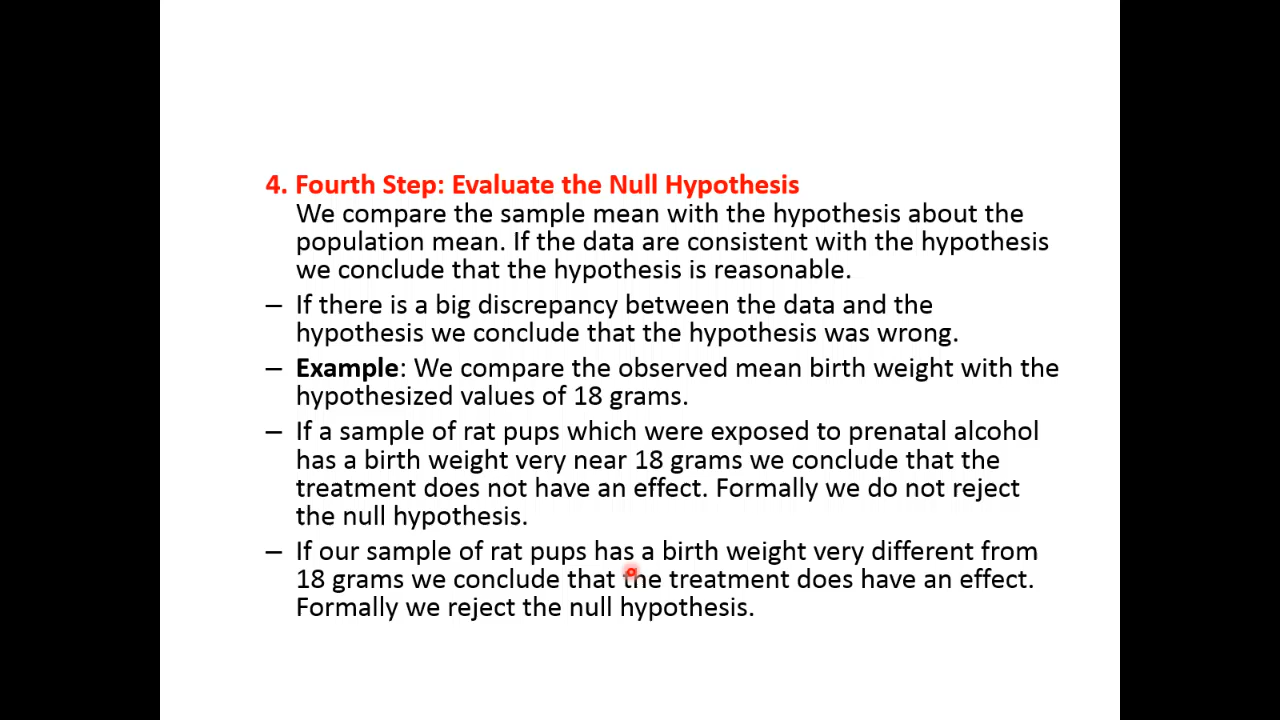 4. Fourth Step: Evaluate the Null Hypothesis
We compare the sample mean with the hypothesis about the
population mean. If the data are consistent with the hypothesis
we conclude that the hypothesis is reasonable.
– If there is a big discrepancy between the data and the
hypothesis we conclude that the hypothesis was wrong.
– Example: We compare the observed mean birth weight with the
hypothesized values of 18 grams.
– If a sample of rat pups which were exposed to prenatal alcohol
has a birth weight very near 18 grams we conclude that the
treatment does not have an effect. Formally we do not reject
the null hypothesis.
– If our sample of rat pups has a birth weight very different from
18 grams we conclude that the treatment does have an effect.
Formally we reject the null hypothesis.